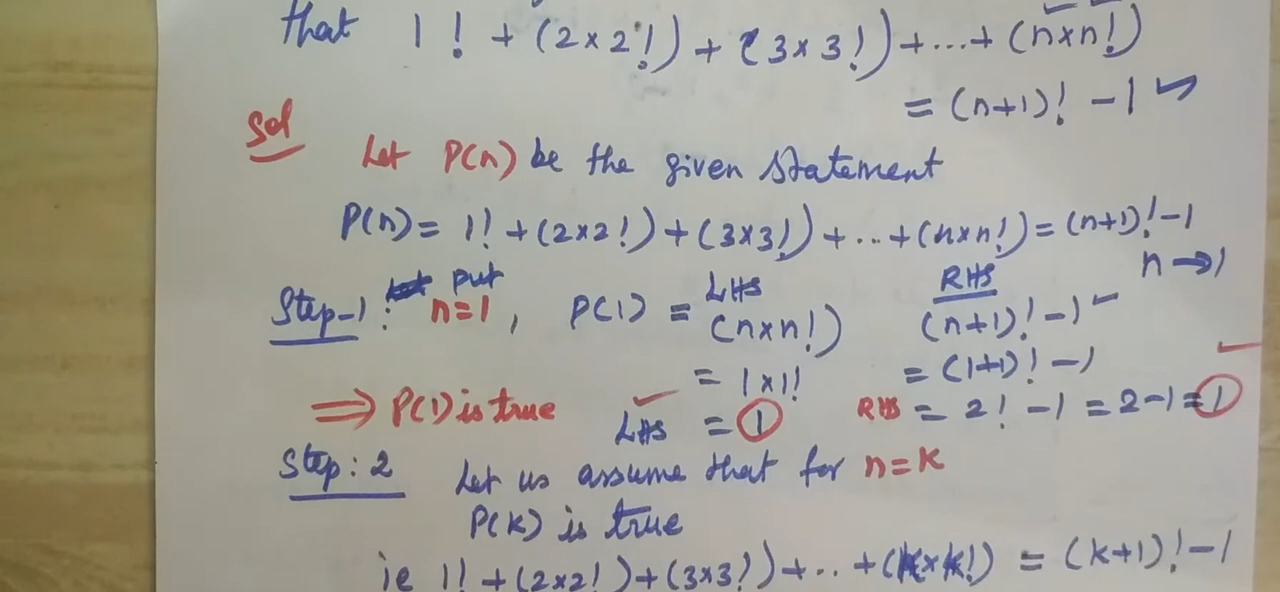 that 1! + (2×2!) + (3×3!) + ... + (n×n!)
= (n+1)! - 1
Sol
Let P(n) be the given statement
P(n) = 1! + (2×2!) + (3×3!) + ... + (n×n!) = (n+1)! - 1
n → 1
Step-1: put n=1, P(1) = LHS RHS
(n×n!) (n+1)! - 1
= 1×1! = (1+1)! - 1
⇒ P(1) is true LHS = 1 RHS = 2! - 1 = 2-1 = 1
Step: 2 Let us assume that for n=k
P(k) is true
ie 1! + (2×2!) + (3×3!) + .. + (k×k!) = (k+1)! - 1